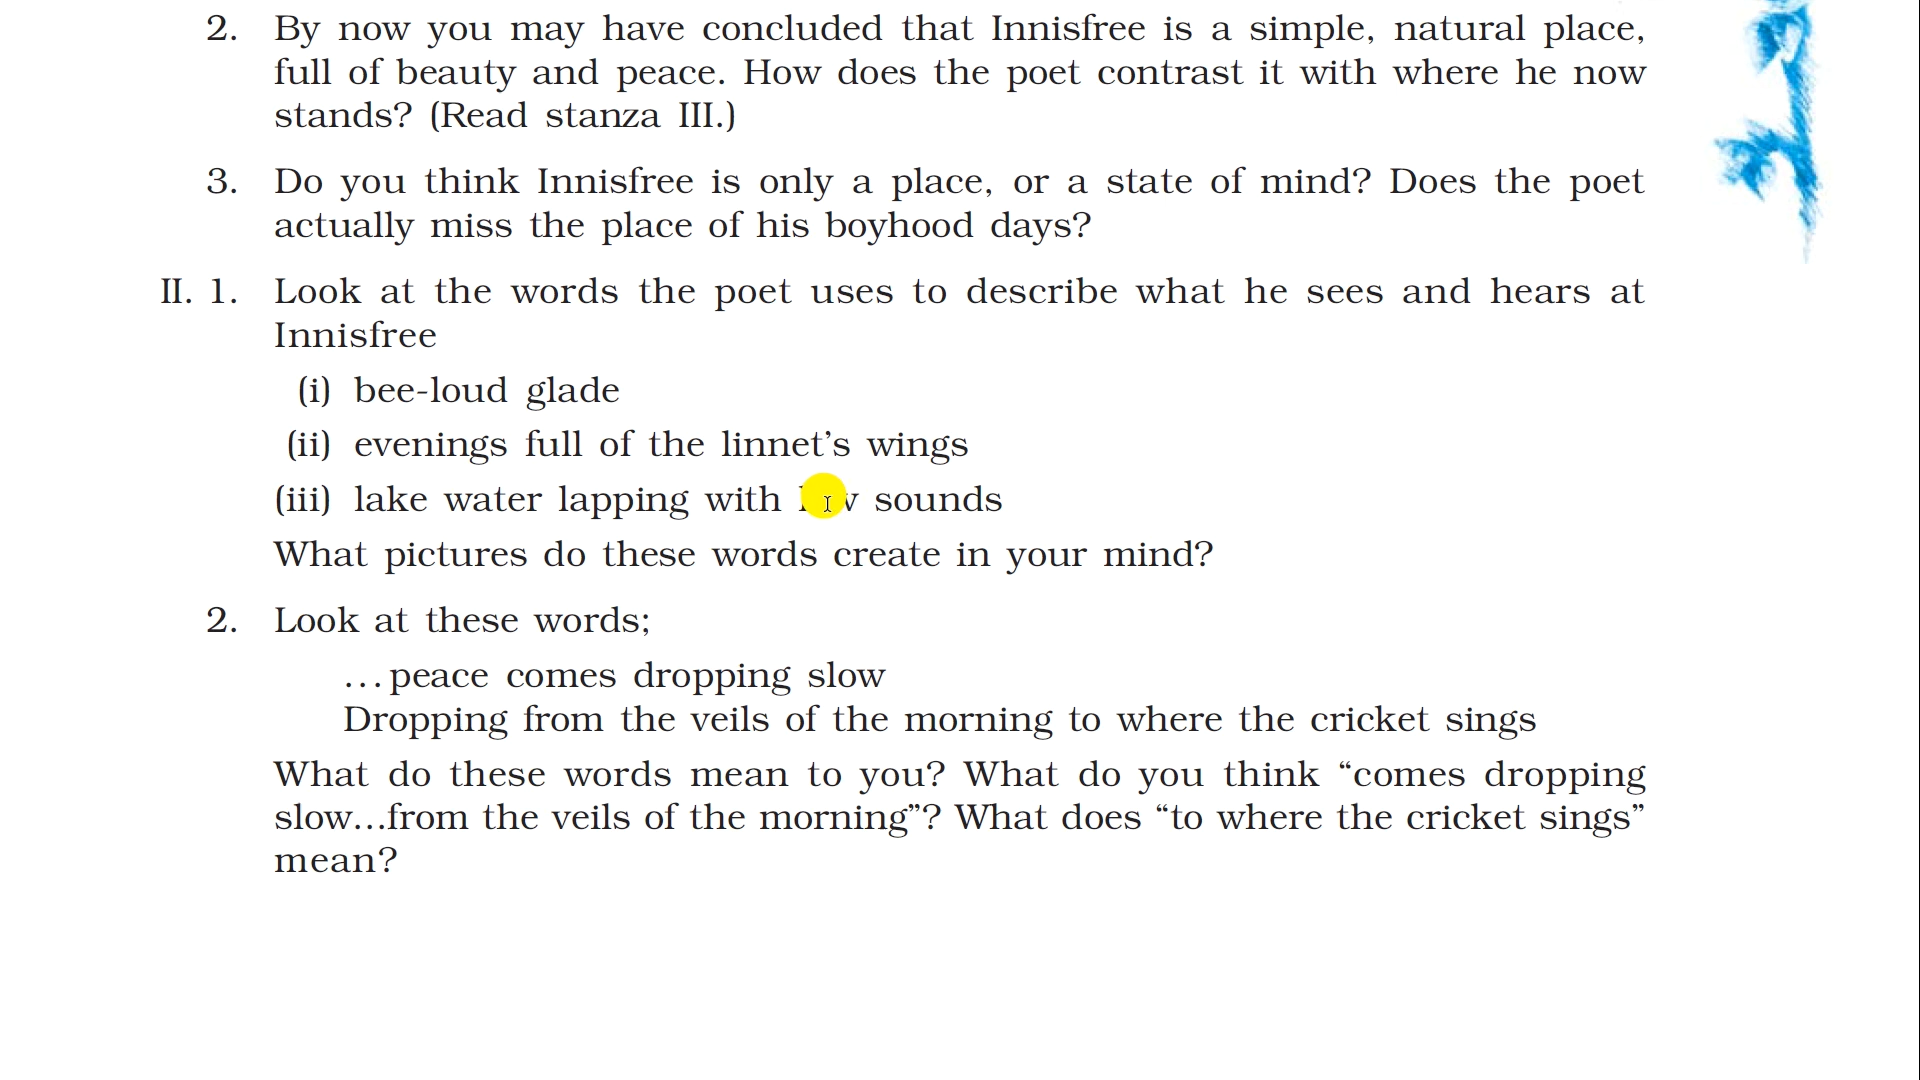 2. By now you may have concluded that Innisfree is a simple, natural place,
full of beauty and peace. How does the poet contrast it with where he now
stands? (Read stanza III.)
3. Do you think Innisfree is only a place, or a state of mind? Does the poet
actually miss the place of his boyhood days?
II. 1. Look at the words the poet uses to describe what he sees and hears at
Innisfree
(i) bee-loud glade
(ii) evenings full of the linnet’s wings
(iii) lake water lapping with sounds
What pictures do these words create in your mind?
2. Look at these words;
...peace comes dropping slow
Dropping from the veils of the morning to where the cricket sings
What do these words mean to you? What do you think “comes dropping
slow...from the veils of the morning”? What does “to where the cricket sings”
mean?